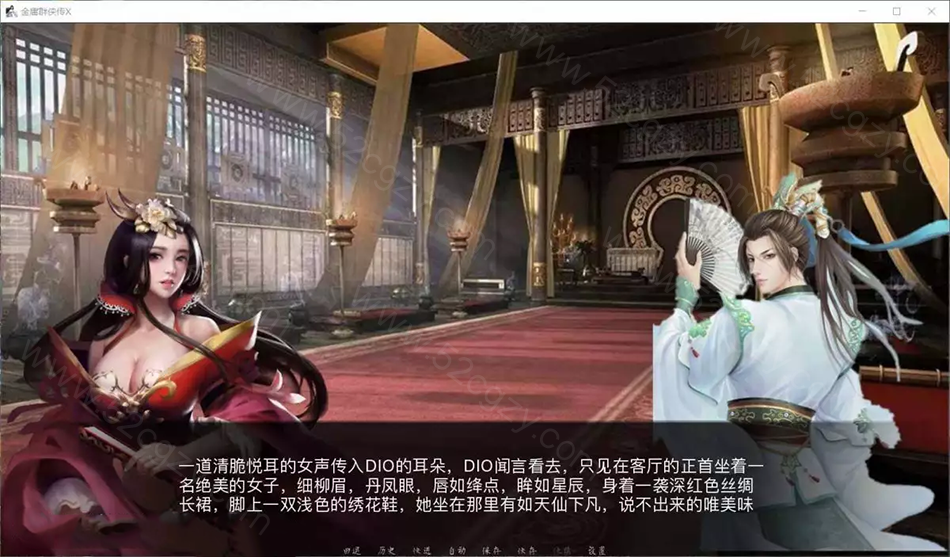 金庸群侠传X
一道清脆悦耳的女声传入DIO的耳朵，DIO闻言看去，只见在客厅的正首坐着一
名绝美的女子，细柳眉，丹凤眼，唇如绛点，眸如星辰，身着一袭深红色丝绸
长裙，脚上一双浅色的绣花鞋，她坐在那里有如天仙下凡，说不出来的唯美味
回退 历史 快进 自动 保存 快存 快读 设置